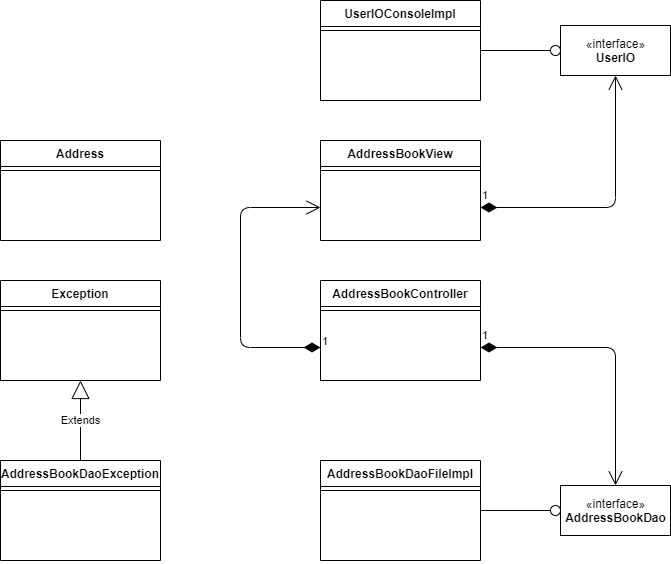 UserIOConsoleImpl
«interface»
UserIO
Address
AddressBookView
1
Exception
AddressBookController
1
1
Extends
AddressBookDaoException
AddressBookDaoFileImpl
«interface»
AddressBookDao